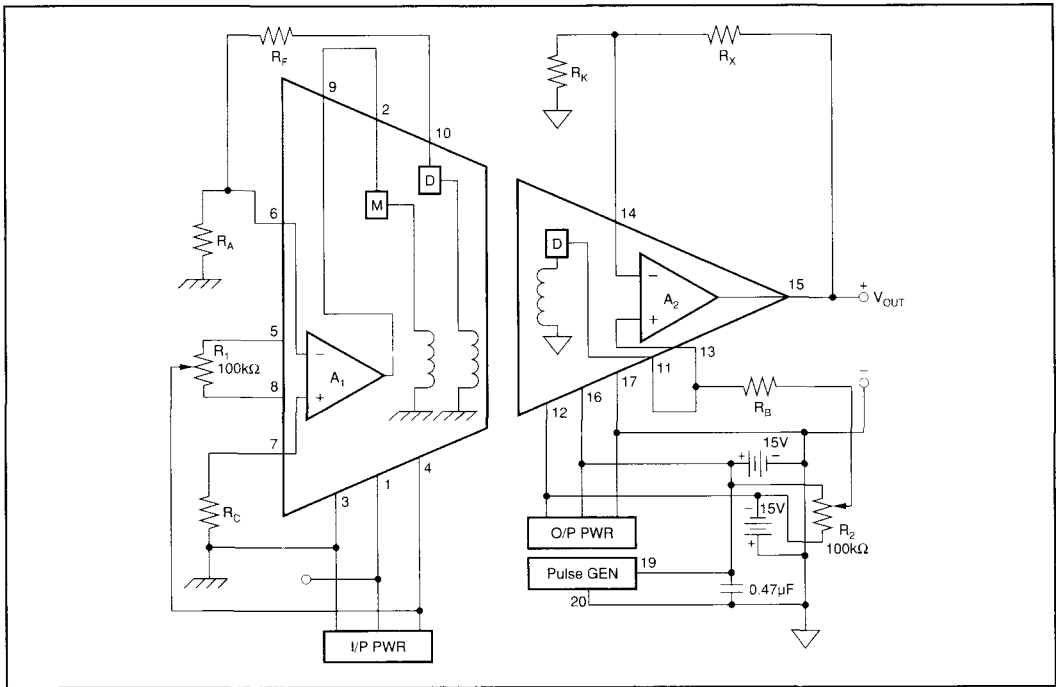 R_F
R_K
R_X
9
2
10
D
M
6
R_A
14
D
−
A_2
+
15
+
V_OUT
5
R_1
100kΩ
8
−
A_1
+
13
11
17
R_B
−
16
12
7
4
1
3
15V
+ −
R_C
−
15V
+
R_2
100kΩ
O/P PWR
Pulse GEN
19
20
0.47µF
I/P PWR